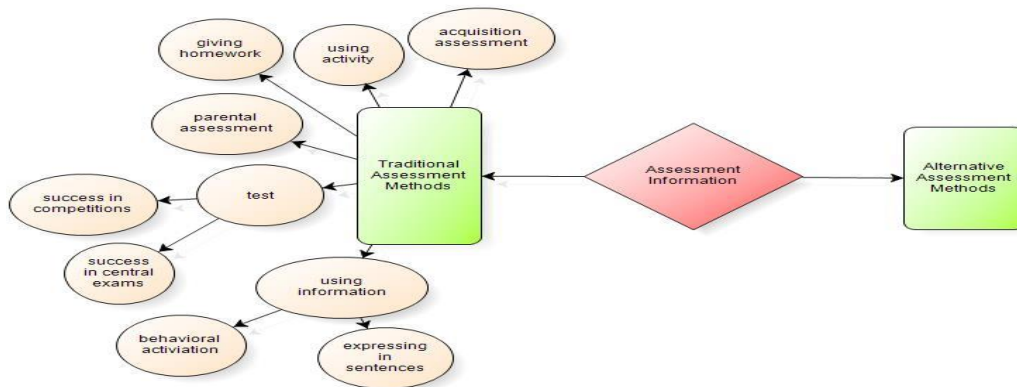 giving
homework
using
activity
acquisition
assessment
parental
assessment
Traditional
Assessment
Methods
Assessment
Information
Alternative
Assessment
Methods
test
success in
competitions
success
in central
exams
using
information
behavioral
activiation
expressing
in
sentences